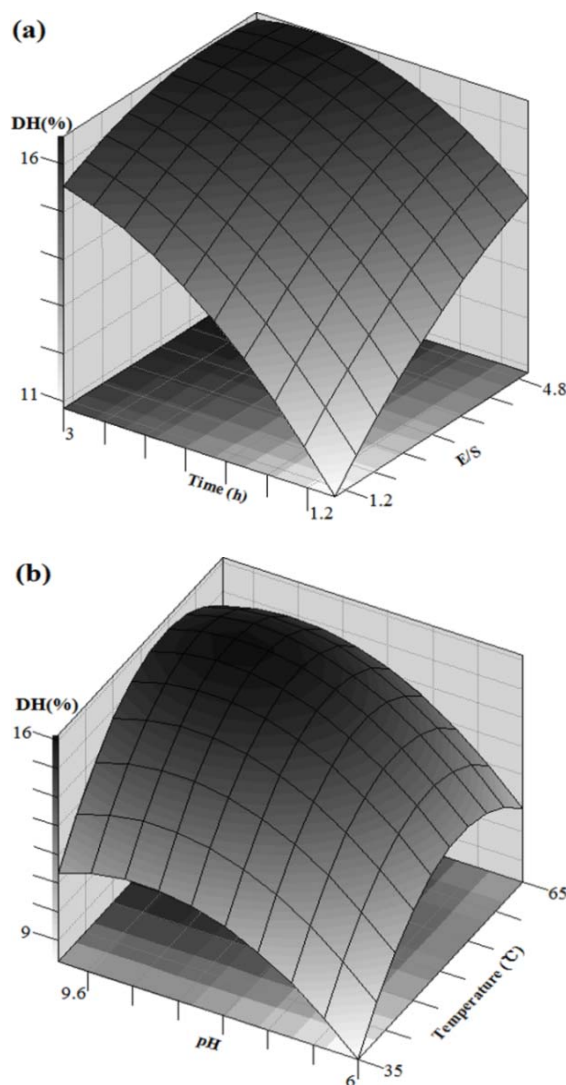 (a)
DH(%)
16
11
3
Time (h)
1.2
1.2
E/S
4.8
(b)
DH(%)
16
9
9.6
pH
6
35
Temperature (℃)
65